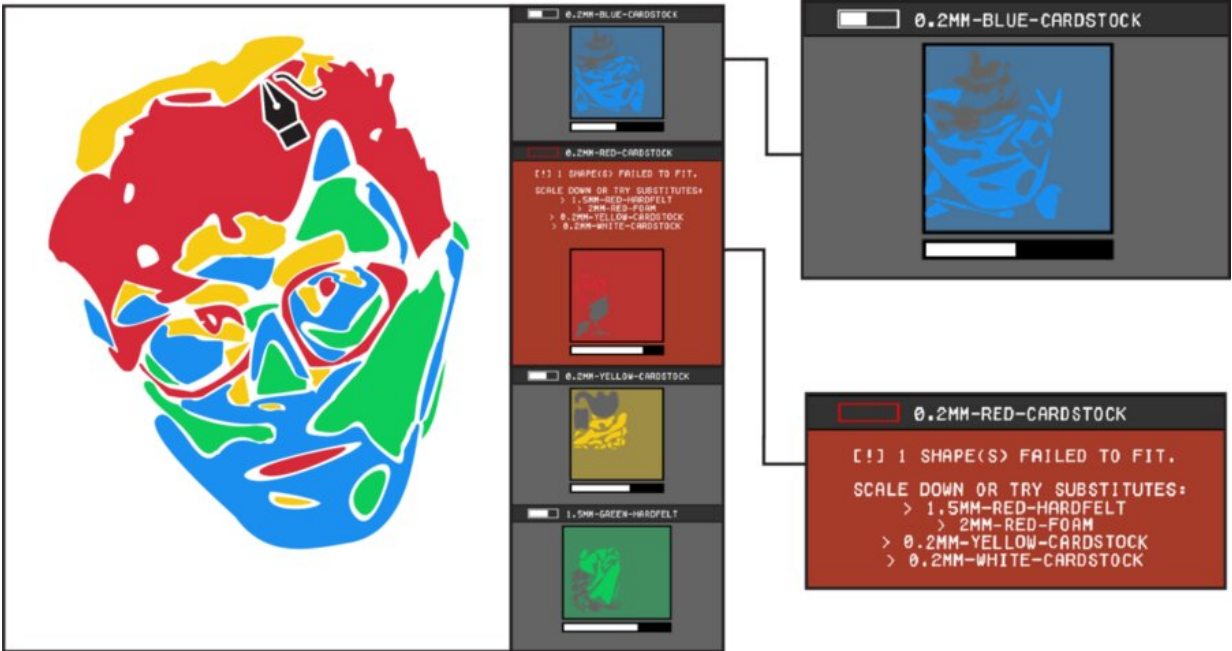 0.2MM-BLUE-CARDSTOCK
0.2MM-RED-CARDSTOCK
[!] 1 SHAPE(S) FAILED TO FIT.
SCALE DOWN OR TRY SUBSTITUTES:
> 1.5MM-RED-HARDFELT
> 2MM-RED-FOAM
> 0.2MM-YELLOW-CARDSTOCK
> 0.2MM-WHITE-CARDSTOCK
0.2MM-YELLOW-CARDSTOCK
1.5MM-GREEN-HARDFELT
0.2MM-BLUE-CARDSTOCK
0.2MM-RED-CARDSTOCK
[!] 1 SHAPE(S) FAILED TO FIT.
SCALE DOWN OR TRY SUBSTITUTES:
> 1.5MM-RED-HARDFELT
> 2MM-RED-FOAM
> 0.2MM-YELLOW-CARDSTOCK
> 0.2MM-WHITE-CARDSTOCK